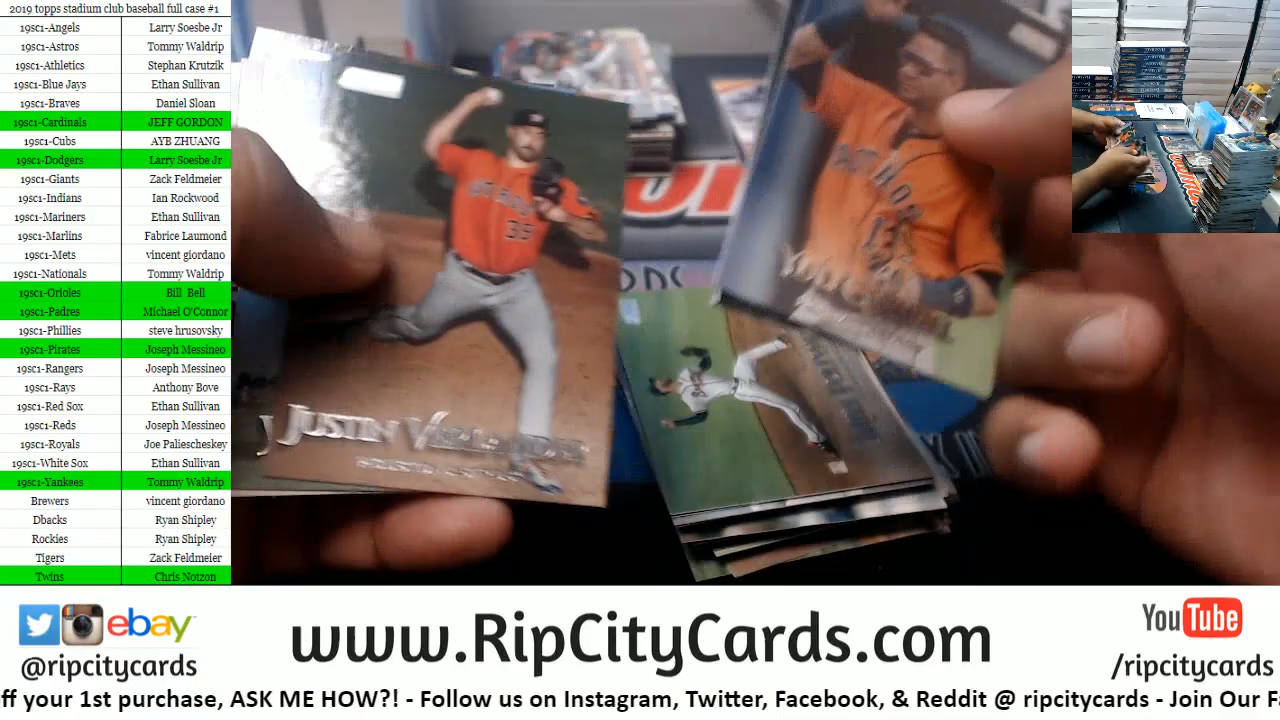 2019 topps stadium club baseball full case #1
19sc1-Angels Larry Soesbe Jr
19sc1-Astros Tommy Waldrip
19sc1-Athletics Stephan Krutzik
19sc1-Blue Jays Ethan Sullivan
19sc1-Braves Daniel Sloan
19sc1-Cardinals JEFF GORDON
19sc1-Cubs AYB ZHUANG
19sc1-Dodgers Larry Soesbe Jr
19sc1-Giants Zack Feldmeier
19sc1-Indians Ian Rockwood
19sc1-Mariners Ethan Sullivan
19sc1-Marlins Fabrice Laumond
19sc1-Mets vincent giordano
19sc1-Nationals Tommy Waldrip
19sc1-Orioles Bill Bell
19sc1-Padres Michael O'Connor
19sc1-Phillies steve hrusovsky
19sc1-Pirates Joseph Messineo
19sc1-Rangers Joseph Messineo
19sc1-Rays Anthony Bove
19sc1-Red Sox Ethan Sullivan
19sc1-Reds Joseph Messineo
19sc1-Royals Joe Paliescheskey
19sc1-White Sox Ethan Sullivan
19sc1-Yankees Tommy Waldrip
Brewers vincent giordano
Dbacks Ryan Shipley
Rockies Ryan Shipley
Tigers Zack Feldmeier
Twins Chris Notzon
35
JUSTIN
ebay
@ripcitycards
www.RipCityCards.com
YouTube
/ripcitycards
ff your 1st purchase, ASK ME HOW?! - Follow us on Instagram, Twitter, Facebook, & Reddit @ ripcitycards - Join Our F